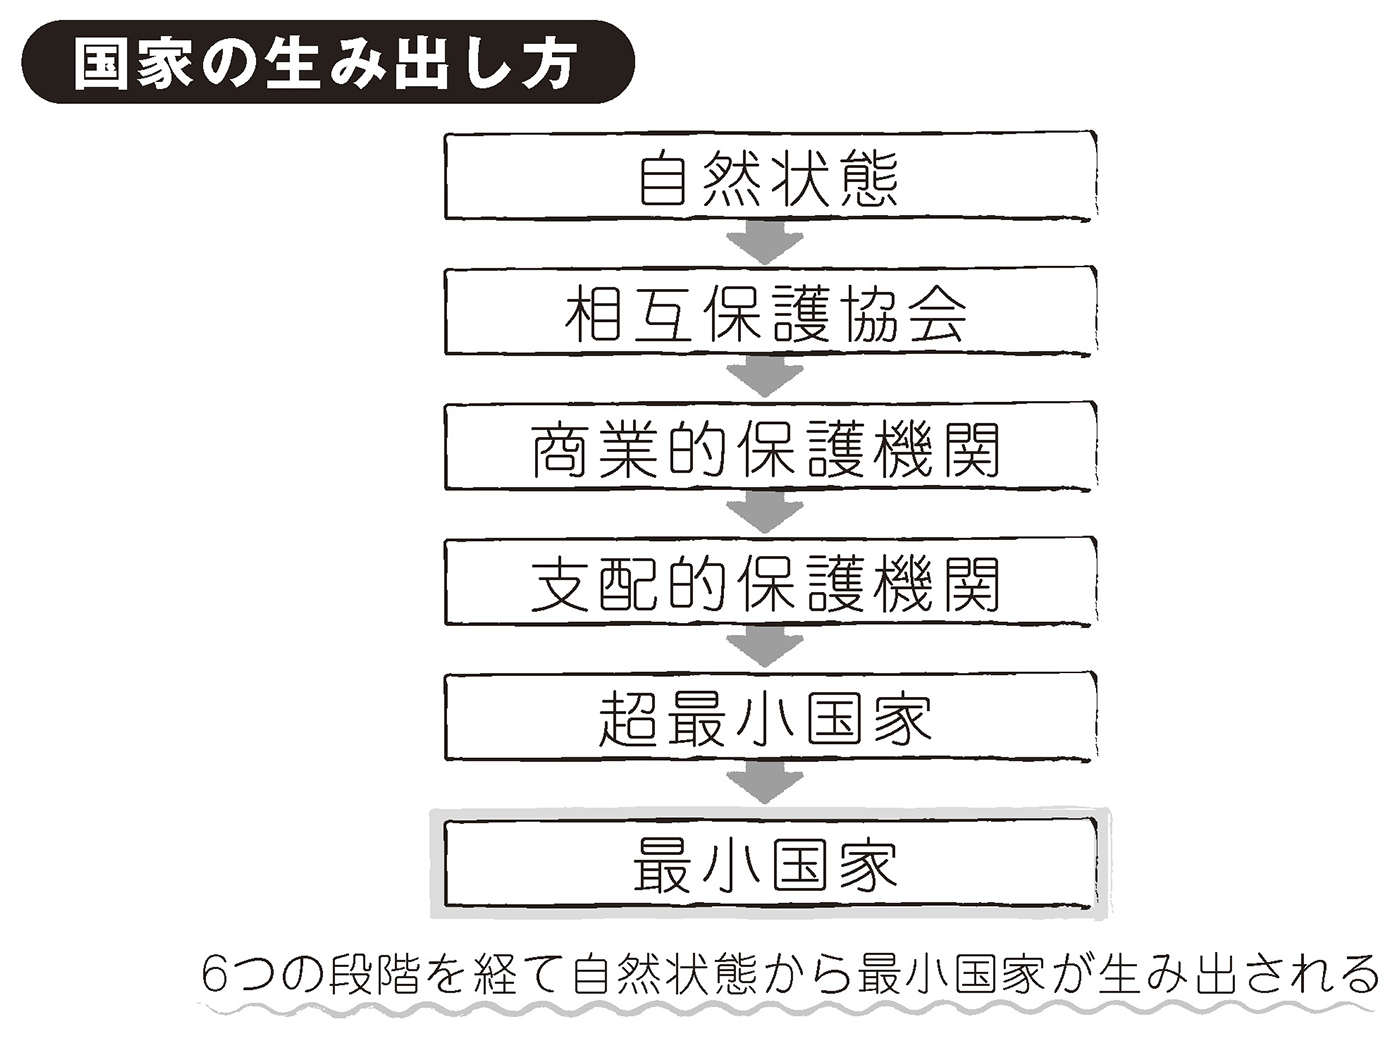 国家の生み出し方
自然状態
相互保護協会
商業的保護機関
支配的保護機関
超最小国家
最小国家
6つの段階を経て自然状態から最小国家が生み出される